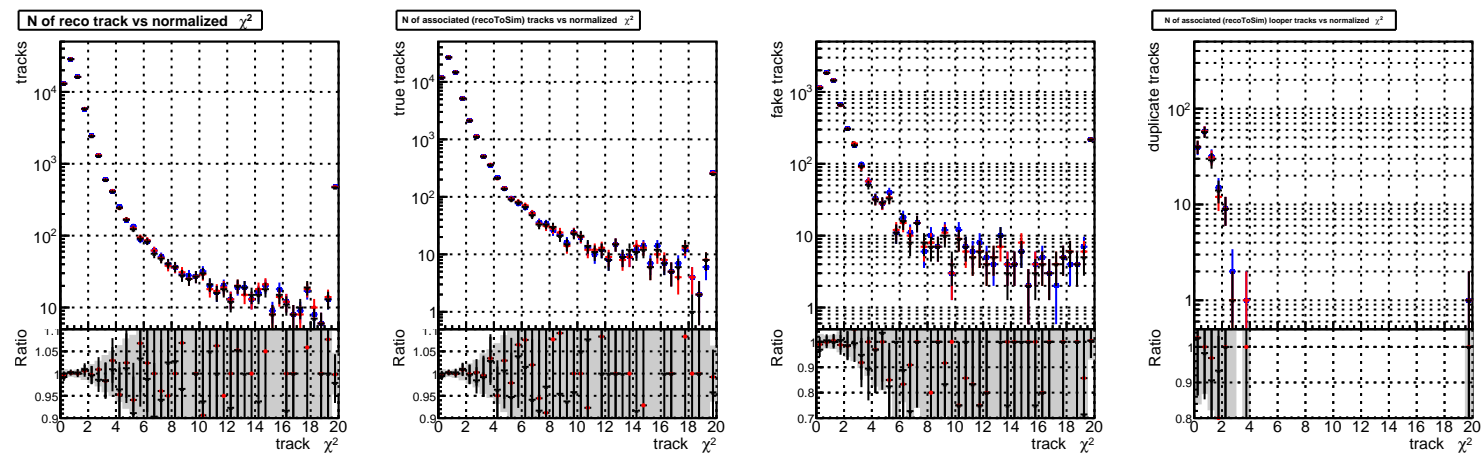 N of reco track vs normalized χ²
tracks
10⁴
10³
10²
10
Ratio
1.1
1.05
1
0.95
0.9
0 2 4 6 8 10 12 14 16 18 20
track χ²
N of associated (recoToSim) tracks vs normalized χ²
true tracks
10⁴
10³
10²
10
1
Ratio
1.1
1.05
1
0.95
0.9
0 2 4 6 8 10 12 14 16 18 20
track χ²
fake tracks
10³
10²
10
1
Ratio
1
0.9
0.8
0.7
0 2 4 6 8 10 12 14 16 18 20
track χ²
N of associated (recoToSim) looper tracks vs normalized χ²
duplicate tracks
10²
10
1
Ratio
1
0.9
0.8
0 2 4 6 8 10 12 14 16 18 20
track χ²